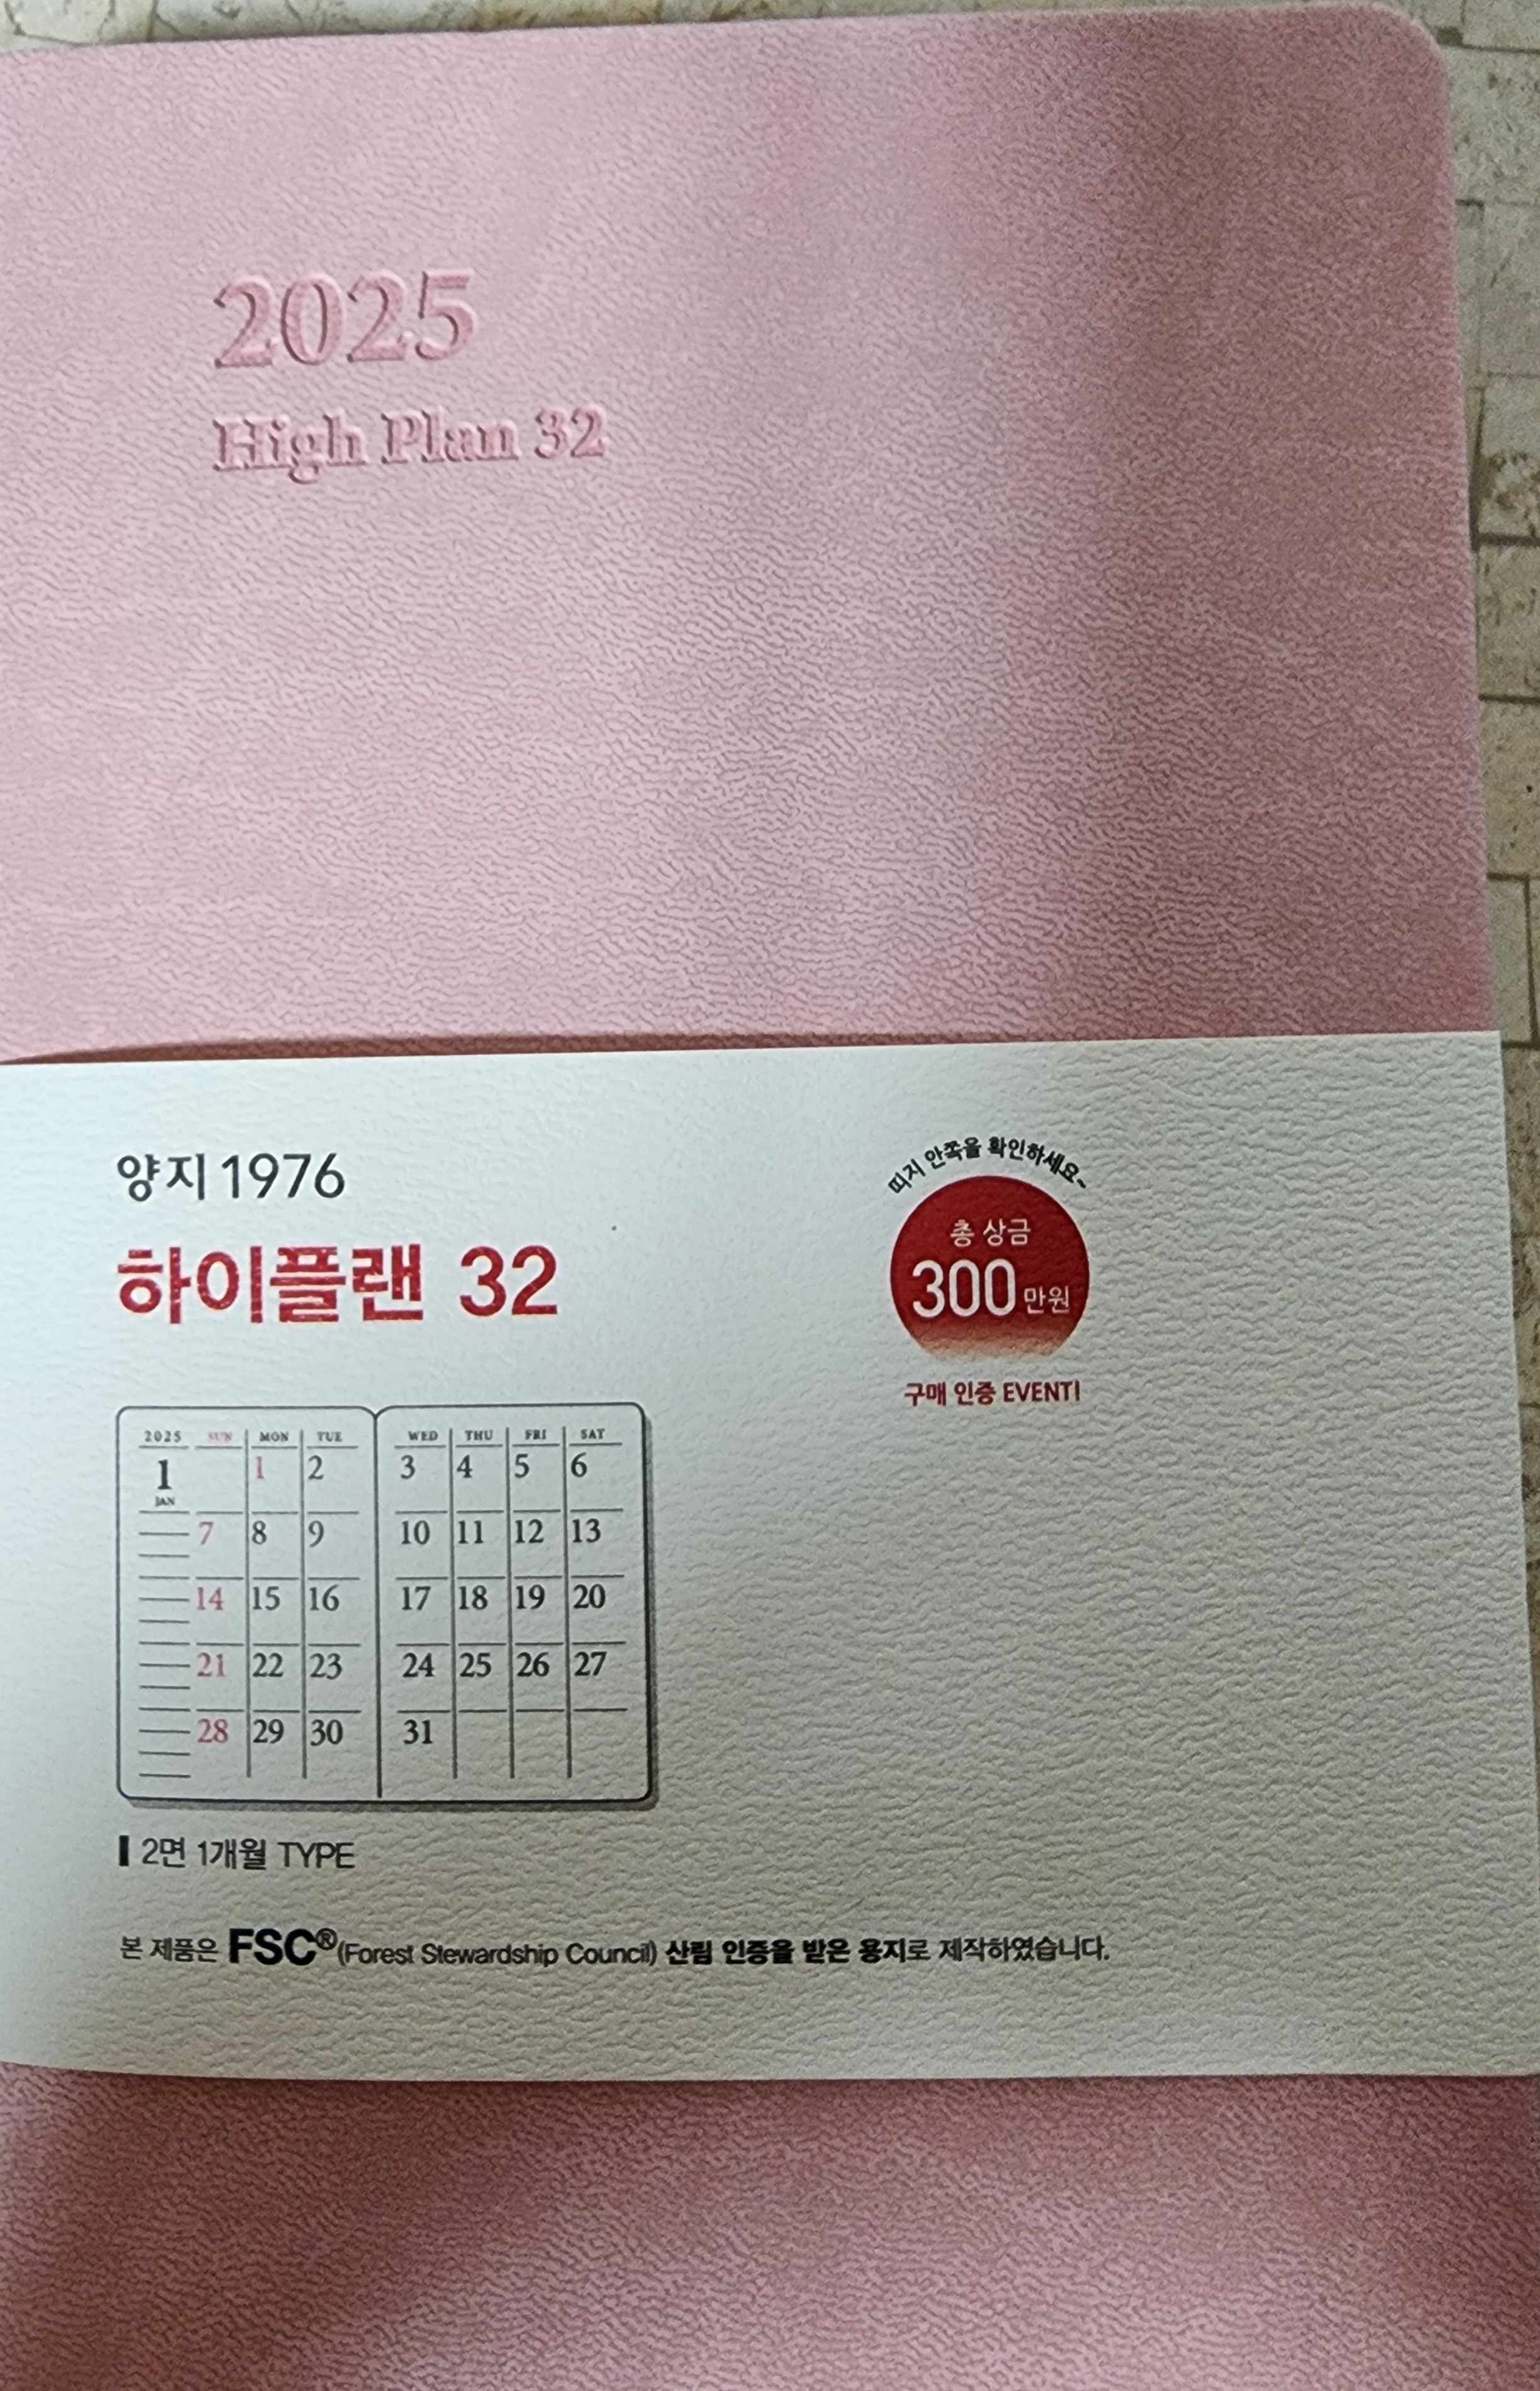 2025
High Plan 32
양지 1976
하이플랜 32
띠지 안쪽을 확인하세요~
총 상금
300만원
구매 인증 EVENT!
2025 SUN MON TUE WED THU FRI SAT
1 1 2 3 4 5 6
JAN
7 8 9 10 11 12 13
14 15 16 17 18 19 20
21 22 23 24 25 26 27
28 29 30 31
2면 1개월 TYPE
본 제품은 FSC®(Forest Stewardship Council) 산림 인증을 받은 용지로 제작하였습니다.